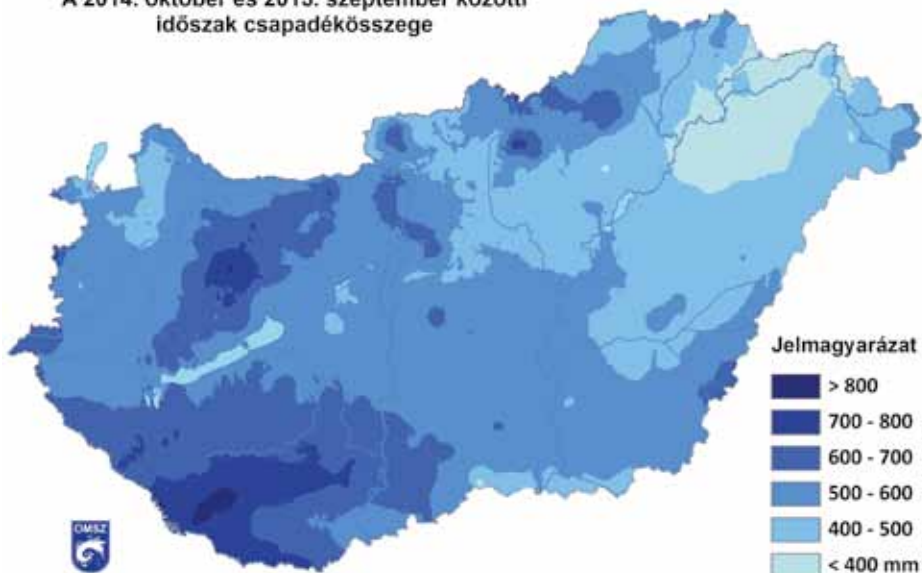 A 2014. október és 2015. szeptember közötti
időszak csapadékösszege
Jelmagyarázat
> 800
700 - 800
600 - 700
500 - 600
400 - 500
< 400 mm
OMSZ